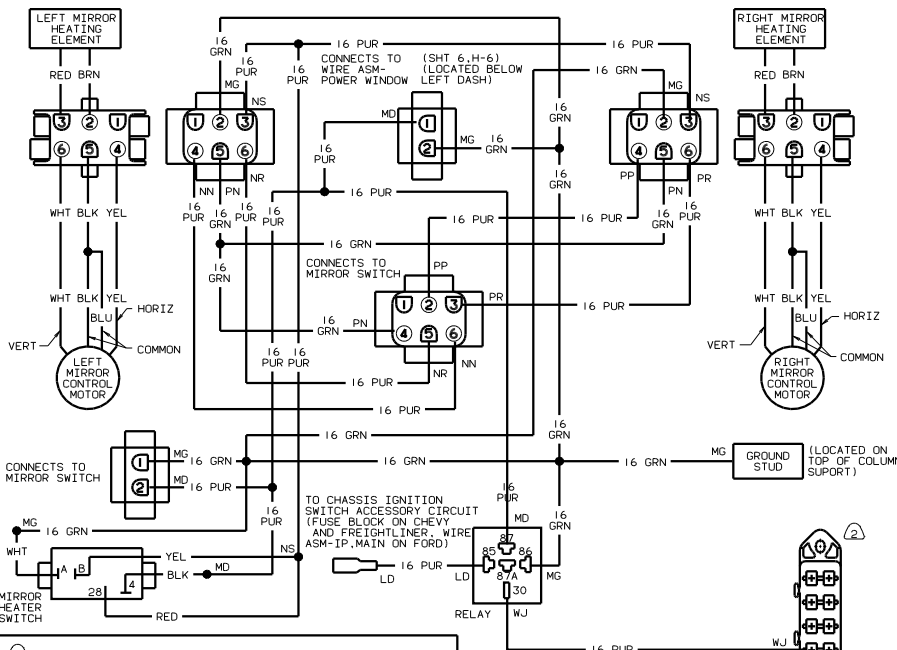 LEFT MIRROR
HEATING
ELEMENT
RIGHT MIRROR
HEATING
ELEMENT
16
GRN
16 PUR
16
PUR
16
PUR
CONNECTS TO
WIRE ASM-
POWER WINDOW
(SHT 6,H-6)
(LOCATED BELOW
LEFT DASH)
16 PUR
16 GRN
RED BRN
RED BRN
MG
NS
MG
NS
3 2 1
1 2 3
MD
1
16
GRN
1 2 3
3 2 1
6 5 4
4 5 6
2
MG
16
GRN
4 5 6
6 5 4
16
PUR
NR
16
GRN
PP
PR
NN PN
16 PUR
PN
WHT BLK YEL
16
PUR
16
GRN
16
PUR
16
PUR
16 PUR
16 PUR
16
GRN
16
PUR
WHT BLK YEL
16 GRN
16 GRN
16
GRN
CONNECTS TO
MIRROR SWITCH
PP
WHT BLK YEL
HORIZ
BLU
1 2 3
PR
16 PUR
WHT BLK YEL
HORIZ
BLU
16
GRN
PN
4 5 6
VERT
COMMON
VERT
COMMON
LEFT
MIRROR
CONTROL
MOTOR
16
PUR
16
PUR
NR
NN
RIGHT
MIRROR
CONTROL
MOTOR
16 PUR
16 PUR
16 GRN
16
GRN
CONNECTS TO
MIRROR SWITCH
1
MG
16 GRN
16 GRN
16 GRN
MG
GROUND
STUD
(LOCATED ON
TOP OF COLUM
SUPORT)
2
MD
16 PUR
16
PUR
16
PUR
TO CHASSIS IGNITION
SWITCH ACCESSORY CIRCUIT
(FUSE BLOCK ON CHEVY
AND FREIGHTLINER, WIRE
ASM-IP,MAIN ON FORD)
MD
16
GRN
MG
16 GRN
2
WHT
YEL
NS
87
85
86
A B
BLK
MD
16 PUR
LD
LD
87A
MG
4
28
30
MIRROR
HEATER
SWITCH
RED
RELAY
WJ
WJ
16 PUR